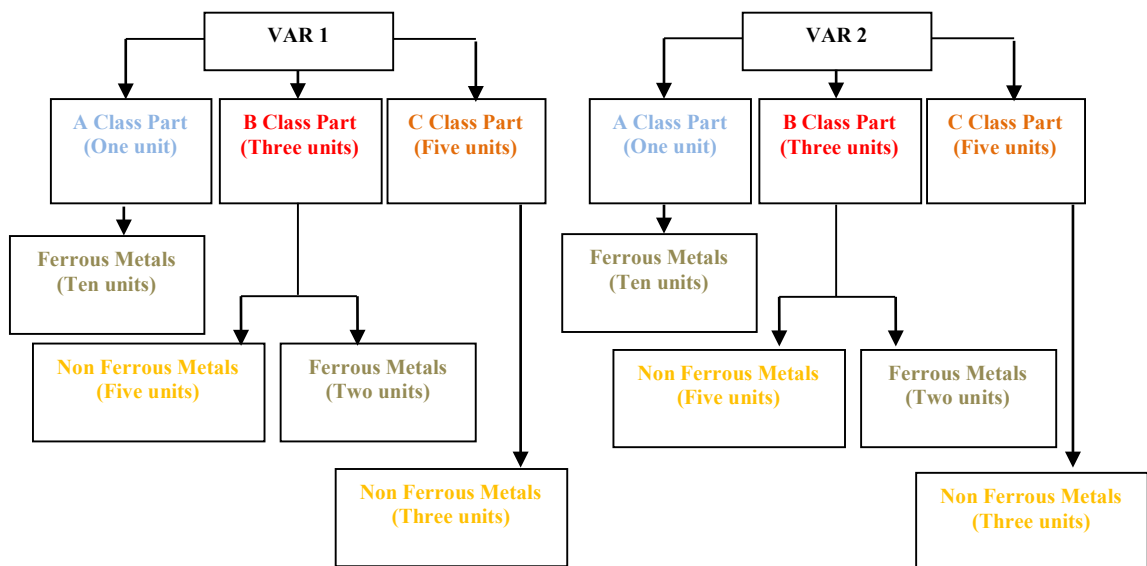 VAR 1
A Class Part
(One unit)
B Class Part
(Three units)
C Class Part
(Five units)
Ferrous Metals
(Ten units)
Non Ferrous Metals
(Five units)
Ferrous Metals
(Two units)
Non Ferrous Metals
(Three units)
VAR 2
A Class Part
(One unit)
B Class Part
(Three units)
C Class Part
(Five units)
Ferrous Metals
(Ten units)
Non Ferrous Metals
(Five units)
Ferrous Metals
(Two units)
Non Ferrous Metals
(Three units)